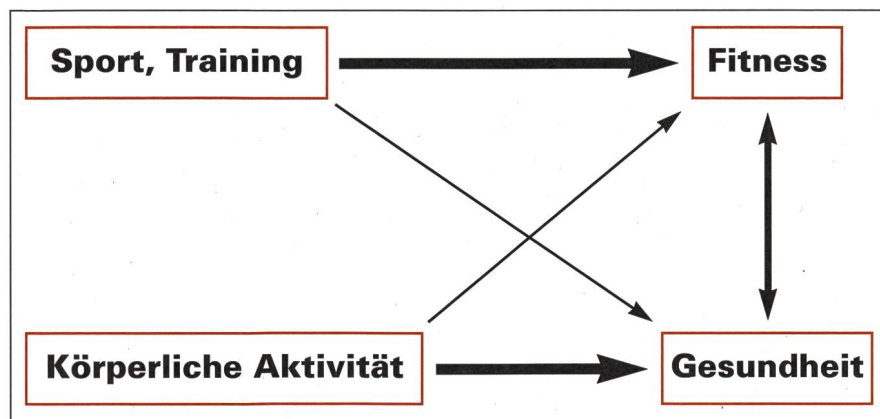 Sport, Training
Fitness
Körperliche Aktivität
Gesundheit